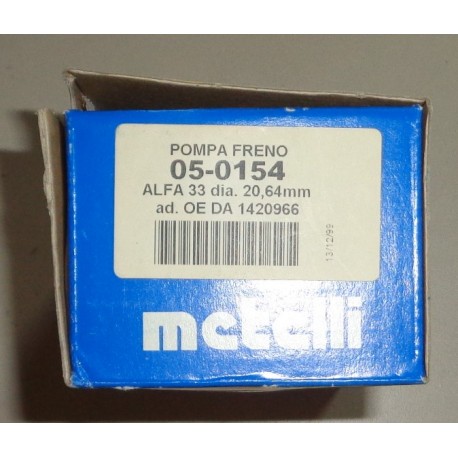 POMPA FRENO
05-0154
ALFA 33 dia. 20,64mm
ad. OE DA 1420966
13/12/99
metelli